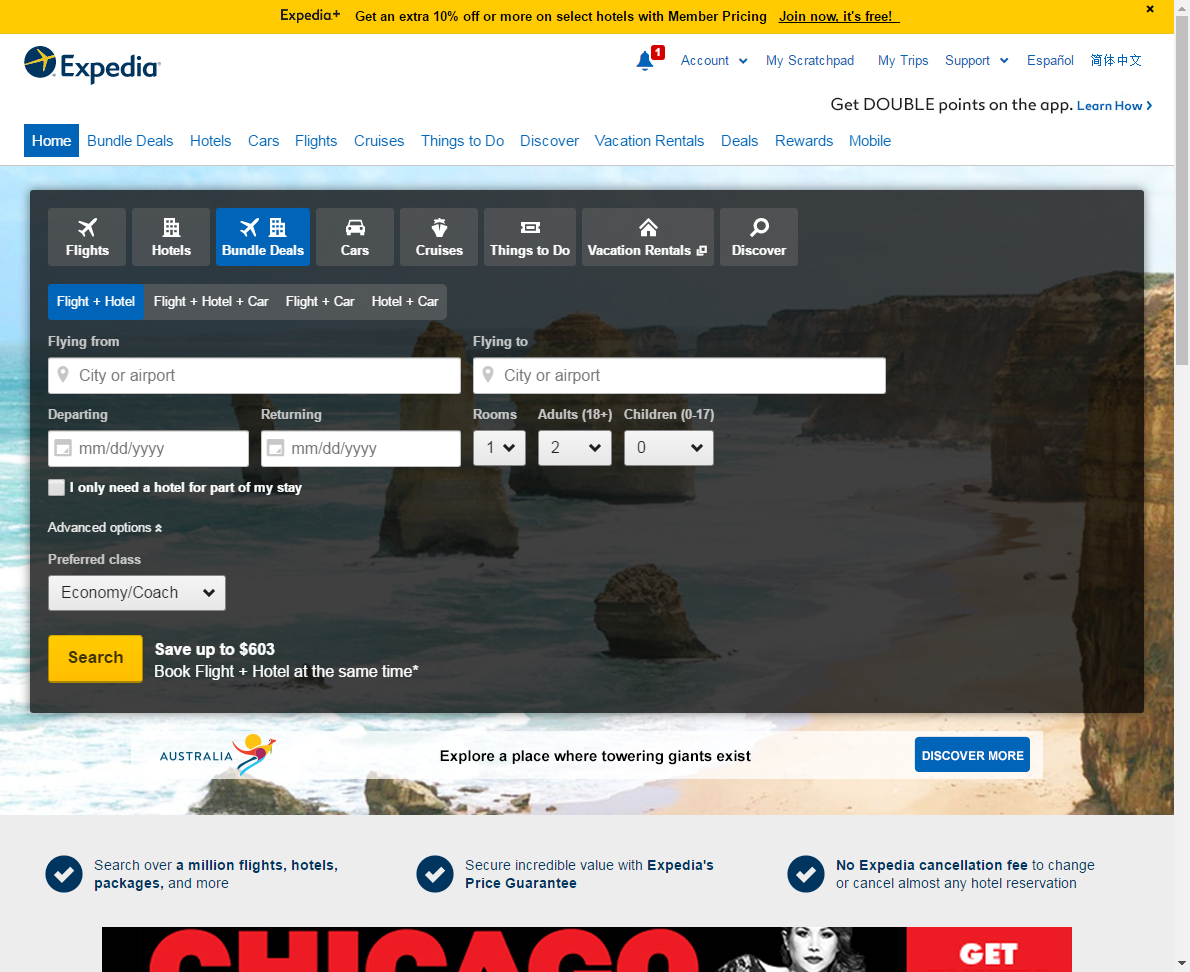 Expedia+ Get an extra 10% off or more on select hotels with Member Pricing Join now, it's free! ×
Expedia
1 Account My Scratchpad My Trips Support Español 简体中文
Get DOUBLE points on the app. Learn How ›
Home Bundle Deals Hotels Cars Flights Cruises Things to Do Discover Vacation Rentals Deals Rewards Mobile
Flights Hotels Bundle Deals Cars Cruises Things to Do Vacation Rentals Discover
Flight + Hotel Flight + Hotel + Car Flight + Car Hotel + Car
Flying from Flying to
City or airport City or airport
Departing Returning Rooms Adults (18+) Children (0-17)
mm/dd/yyyy mm/dd/yyyy 1 2 0
I only need a hotel for part of my stay
Advanced options
Preferred class
Economy/Coach
Search Save up to $603
Book Flight + Hotel at the same time*
AUSTRALIA Explore a place where towering giants exist DISCOVER MORE
Search over a million flights, hotels, Secure incredible value with Expedia's No Expedia cancellation fee to change
packages, and more Price Guarantee or cancel almost any hotel reservation
CHICAGO GET